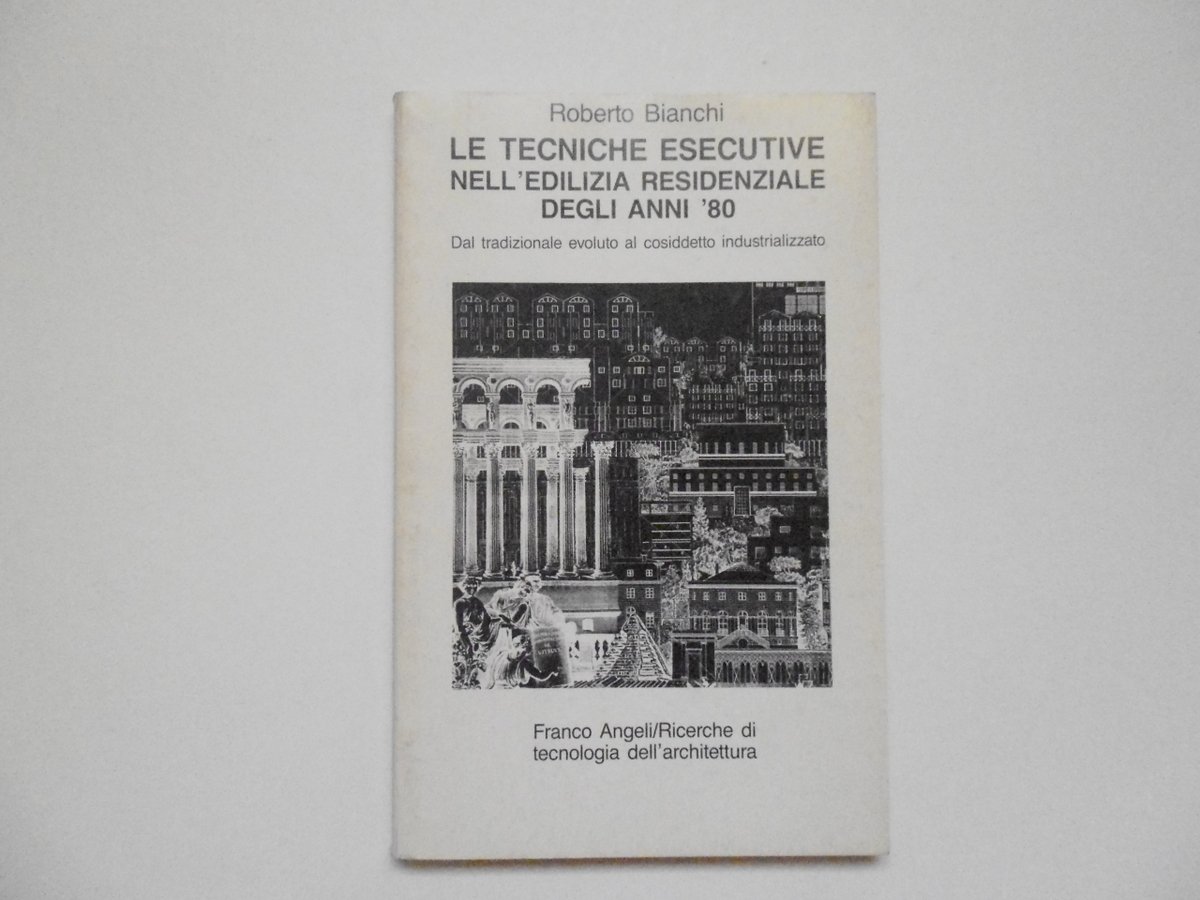 Roberto Bianchi
LE TECNICHE ESECUTIVE
NELL'EDILIZIA RESIDENZIALE
DEGLI ANNI '80
Dal tradizionale evoluto al cosiddetto industrializzato
Franco Angeli/Ricerche di
tecnologia dell'architettura